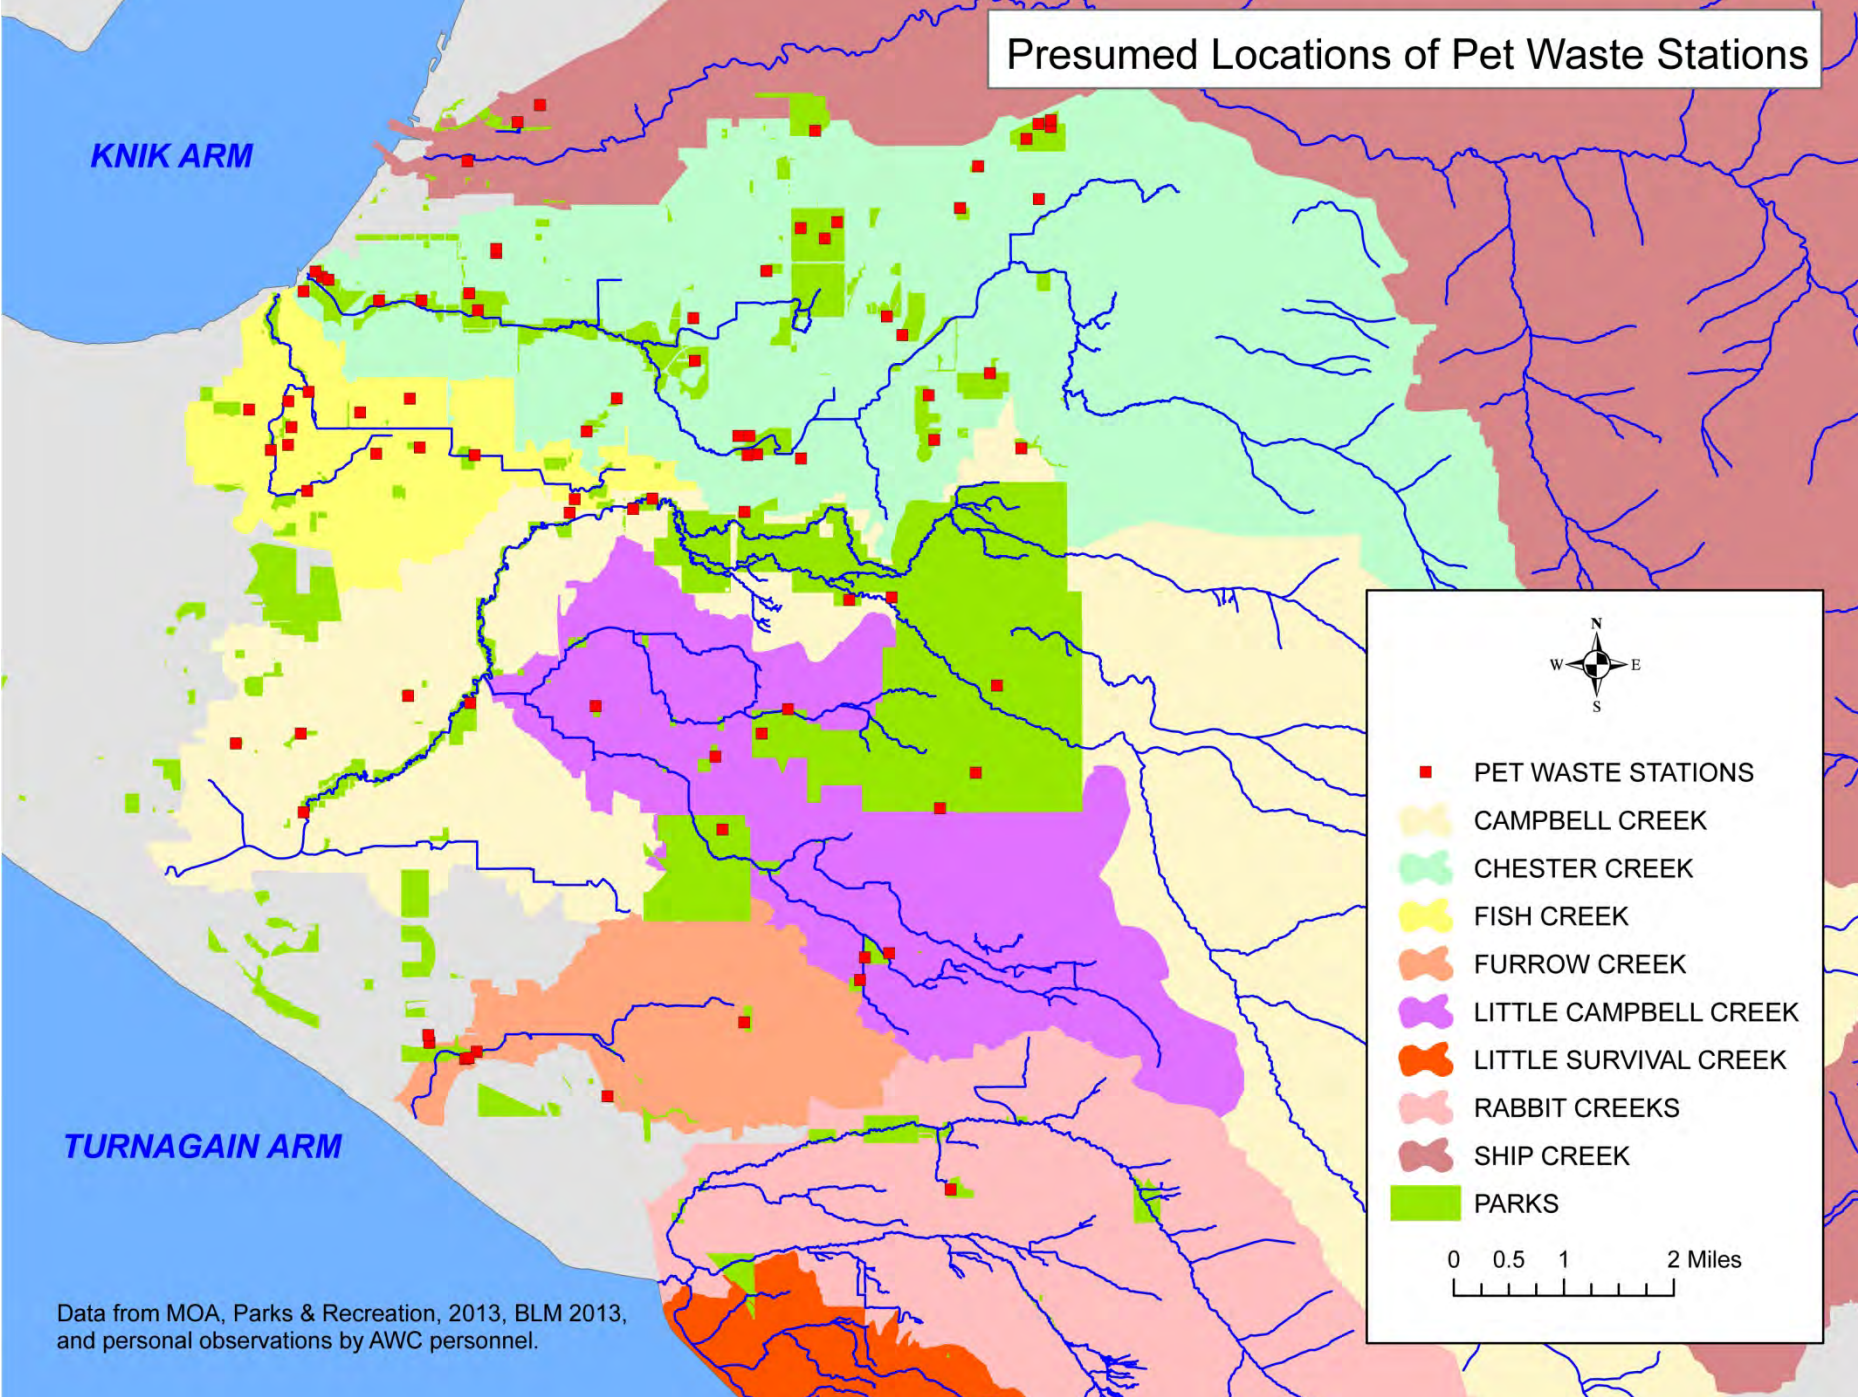 Presumed Locations of Pet Waste Stations
KNIK ARM
N
W E
S
PET WASTE STATIONS
CAMPBELL CREEK
CHESTER CREEK
FISH CREEK
FURROW CREEK
LITTLE CAMPBELL CREEK
LITTLE SURVIVAL CREEK
RABBIT CREEKS
SHIP CREEK
PARKS
0 0.5 1 2 Miles
TURNAGAIN ARM
Data from MOA, Parks & Recreation, 2013, BLM 2013,
and personal observations by AWC personnel.